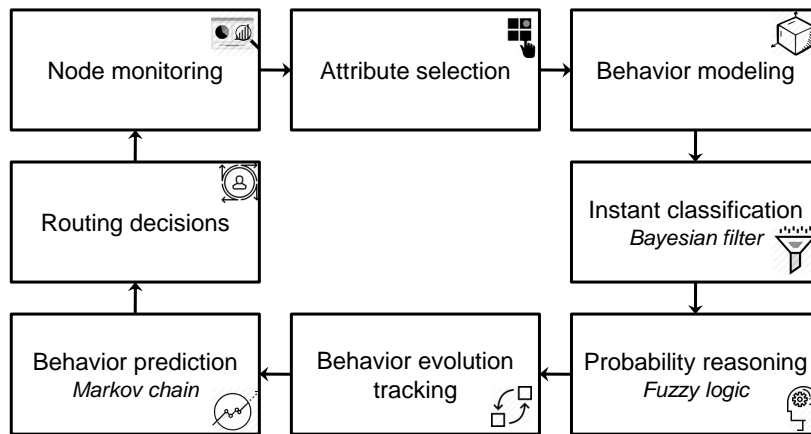 Node monitoring
Attribute selection
Behavior modeling
Routing decisions
Instant classification
Bayesian filter
Behavior prediction
Markov chain
Behavior evolution
tracking
Probability reasoning
Fuzzy logic